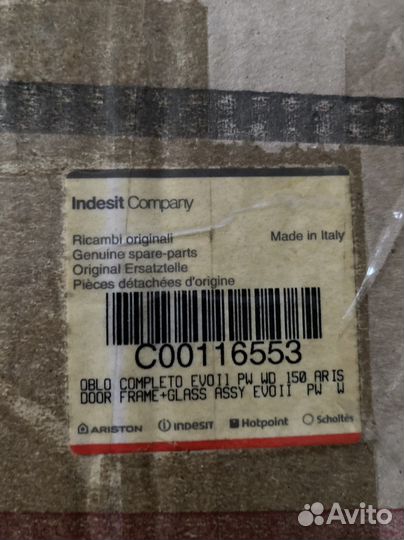 Indesit Company
Ricambi originali Made in Italy
Genuine spare-parts
Original Ersatzteile
Pièces détachées d'origine
C00116553
OBLO COMPLETO EVOII PW WD 150 ARIS
DOOR FRAME+GLASS ASSY EVOII PW W
ARISTON INDESIT Hotpoint Scholtès
Avito